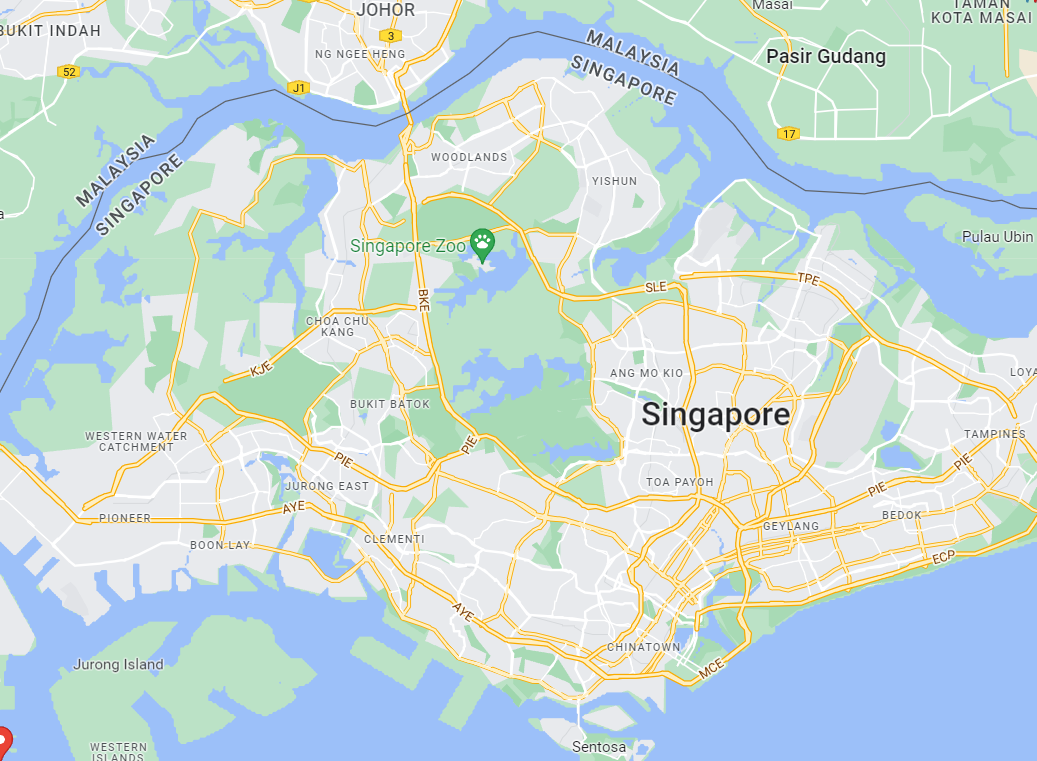 JOHOR
Masai
TAMAN
KOTA MASAI
BUKIT INDAH
3
NG NGEE HENG
MALAYSIA
SINGAPORE
Pasir Gudang
52
J1
17
MALAYSIA
SINGAPORE
WOODLANDS
YISHUN
a
Pulau Ubin
Singapore Zoo
BKE
SLE
TPE
CHOA CHU
KANG
KJE
ANG MO KIO
LOYA
BUKIT BATOK
Singapore
WESTERN WATER
CATCHMENT
PIE
TAMPINES
PIE
PIE
JURONG EAST
TOA PAYOH
PIE
AYE
PIONEER
GEYLANG
BEDOK
BOON LAY
CLEMENTI
ECP
AYE
CHINATOWN
Jurong Island
MCE
WESTERN
ISLANDS
Sentosa